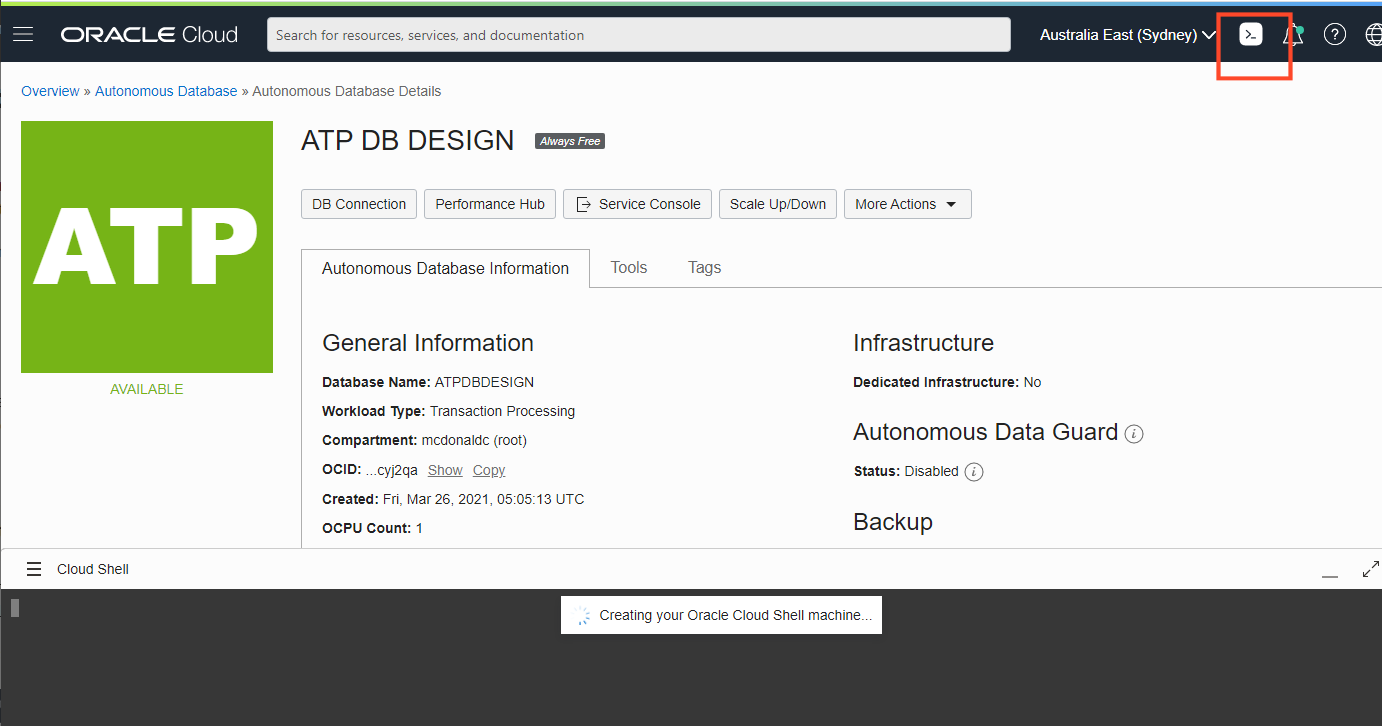 ORACLE Cloud
Search for resources, services, and documentation
Australia East (Sydney)
Overview » Autonomous Database » Autonomous Database Details
ATP
AVAILABLE
ATP DB DESIGN
Always Free
DB Connection
Performance Hub
Service Console
Scale Up/Down
More Actions
Autonomous Database Information
Tools
Tags
General Information
Database Name: ATPDBDESIGN
Workload Type: Transaction Processing
Compartment: mcdonaldc (root)
OCID: ...cyj2qa Show Copy
Created: Fri, Mar 26, 2021, 05:05:13 UTC
OCPU Count: 1
Infrastructure
Dedicated Infrastructure: No
Autonomous Data Guard
Status: Disabled
Backup
Cloud Shell
Creating your Oracle Cloud Shell machine...